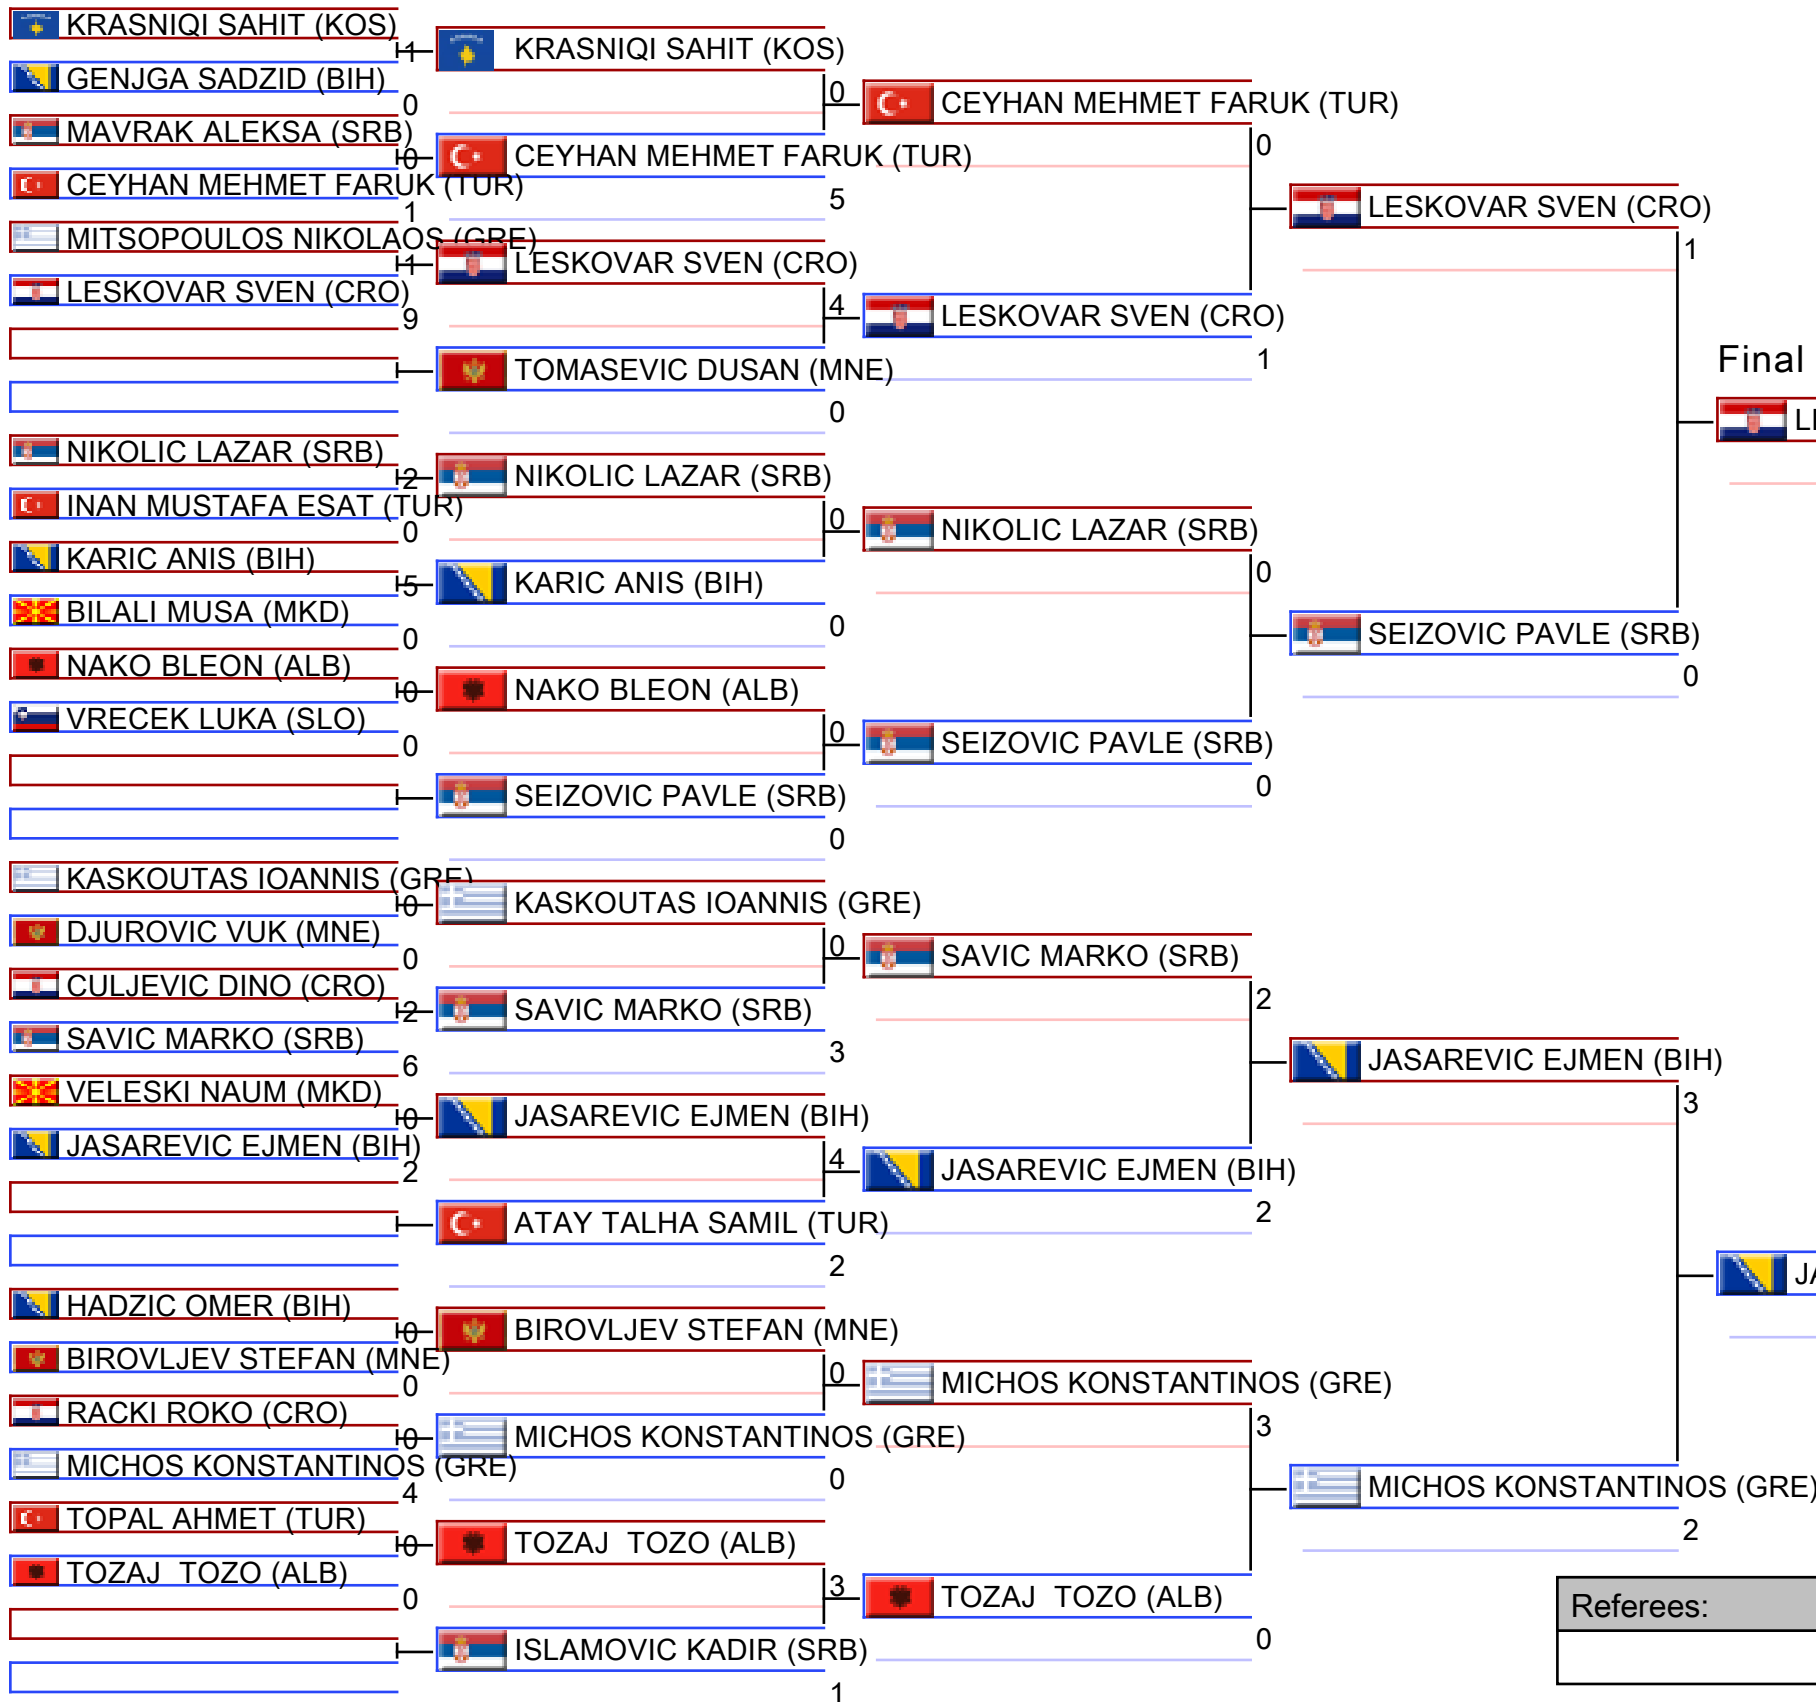 KRASNIQI SAHIT (KOS)
1
GENJGA SADZID (BIH)
0
MAVRAK ALEKSA (SRB)
0
CEYHAN MEHMET FARUK (TUR)
1
MITSOPOULOS NIKOLAOS (GRE)
1
LESKOVAR SVEN (CRO)
9
NIKOLIC LAZAR (SRB)
2
INAN MUSTAFA ESAT (TUR)
0
KARIC ANIS (BIH)
5
BILALI MUSA (MKD)
0
NAKO BLEON (ALB)
0
VRECEK LUKA (SLO)
0
KASKOUTAS IOANNIS (GRE)
0
DJUROVIC VUK (MNE)
0
CULJEVIC DINO (CRO)
2
SAVIC MARKO (SRB)
6
VELESKI NAUM (MKD)
0
JASAREVIC EJMEN (BIH)
2
HADZIC OMER (BIH)
0
BIROVLJEV STEFAN (MNE)
0
RACKI ROKO (CRO)
0
MICHOS KONSTANTINOS (GRE)
4
TOPAL AHMET (TUR)
0
TOZAJ  TOZO (ALB)
0
KRASNIQI SAHIT (KOS)
0
CEYHAN MEHMET FARUK (TUR)
5
LESKOVAR SVEN (CRO)
4
TOMASEVIC DUSAN (MNE)
0
NIKOLIC LAZAR (SRB)
0
KARIC ANIS (BIH)
0
NAKO BLEON (ALB)
0
SEIZOVIC PAVLE (SRB)
0
KASKOUTAS IOANNIS (GRE)
0
SAVIC MARKO (SRB)
3
JASAREVIC EJMEN (BIH)
4
ATAY TALHA SAMIL (TUR)
2
BIROVLJEV STEFAN (MNE)
0
MICHOS KONSTANTINOS (GRE)
0
TOZAJ  TOZO (ALB)
3
ISLAMOVIC KADIR (SRB)
1
CEYHAN MEHMET FARUK (TUR)
0
LESKOVAR SVEN (CRO)
1
NIKOLIC LAZAR (SRB)
0
SEIZOVIC PAVLE (SRB)
0
SAVIC MARKO (SRB)
2
JASAREVIC EJMEN (BIH)
2
MICHOS KONSTANTINOS (GRE)
3
TOZAJ  TOZO (ALB)
0
LESKOVAR SVEN (CRO)
1
SEIZOVIC PAVLE (SRB)
0
JASAREVIC EJMEN (BIH)
3
MICHOS KONSTANTINOS (GRE)
2
Final
Referees: